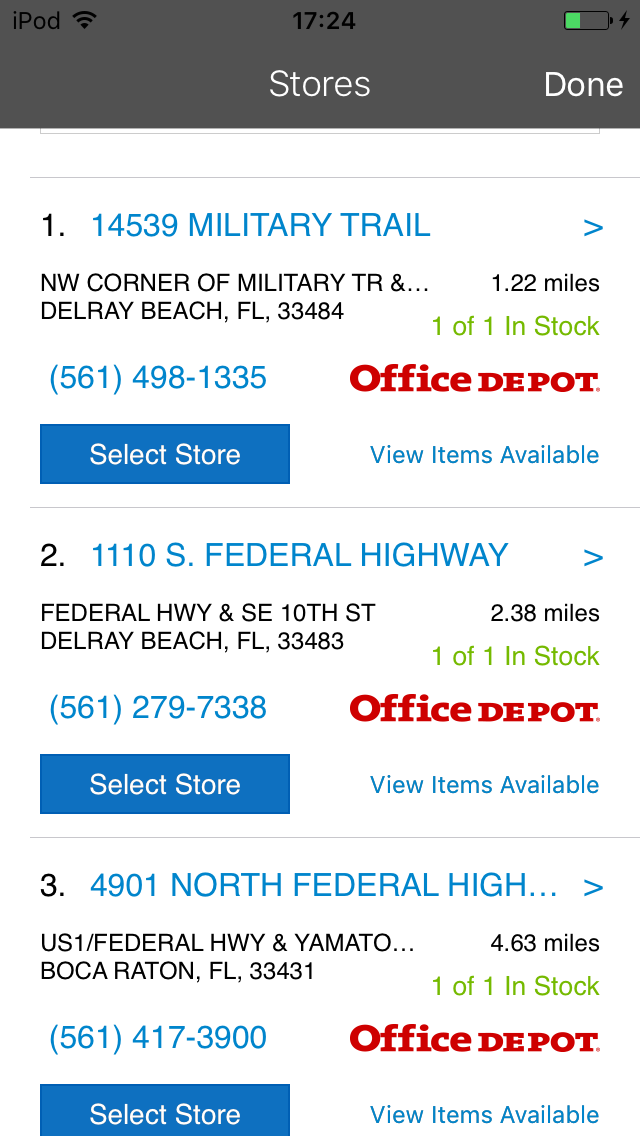 iPod 17:24
Stores Done
1. 14539 MILITARY TRAIL >
NW CORNER OF MILITARY TR &... 1.22 miles
DELRAY BEACH, FL, 33484
1 of 1 In Stock
(561) 498-1335 Office DEPOT.
Select Store View Items Available
2. 1110 S. FEDERAL HIGHWAY >
FEDERAL HWY & SE 10TH ST 2.38 miles
DELRAY BEACH, FL, 33483
1 of 1 In Stock
(561) 279-7338 Office DEPOT.
Select Store View Items Available
3. 4901 NORTH FEDERAL HIGH... >
US1/FEDERAL HWY & YAMATO... 4.63 miles
BOCA RATON, FL, 33431
1 of 1 In Stock
(561) 417-3900 Office DEPOT.
Select Store View Items Available